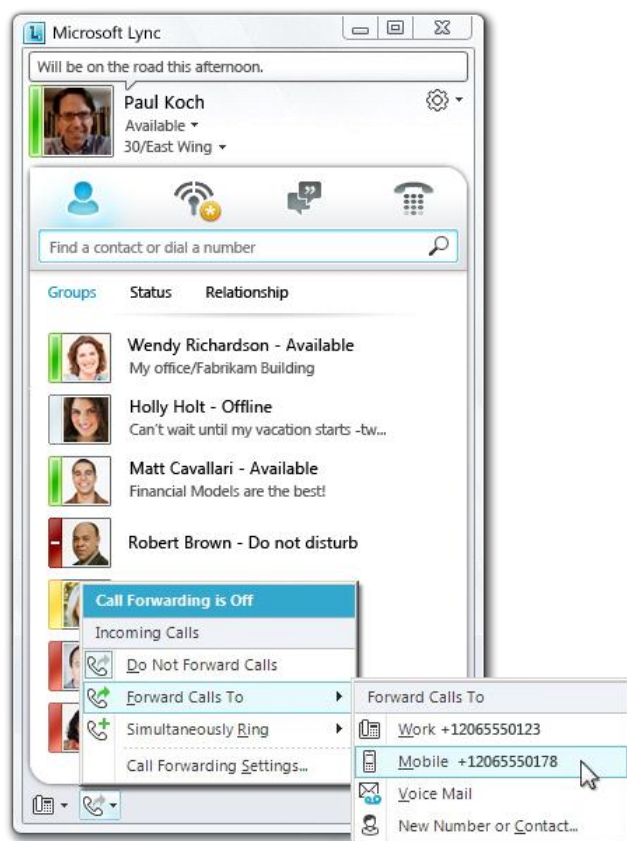 Microsoft Lync
Will be on the road this afternoon.
Paul Koch
Available
30/East Wing
Find a contact or dial a number
Groups Status Relationship
Wendy Richardson - Available
My office/Fabrikam Building
Holly Holt - Offline
Can't wait until my vacation starts -tw...
Matt Cavallari - Available
Financial Models are the best!
Robert Brown - Do not disturb
Call Forwarding is Off
Incoming Calls
Do Not Forward Calls
Forward Calls To
Simultaneously Ring
Call Forwarding Settings...
Forward Calls To
Work +12065550123
Mobile +12065550178
Voice Mail
New Number or Contact...